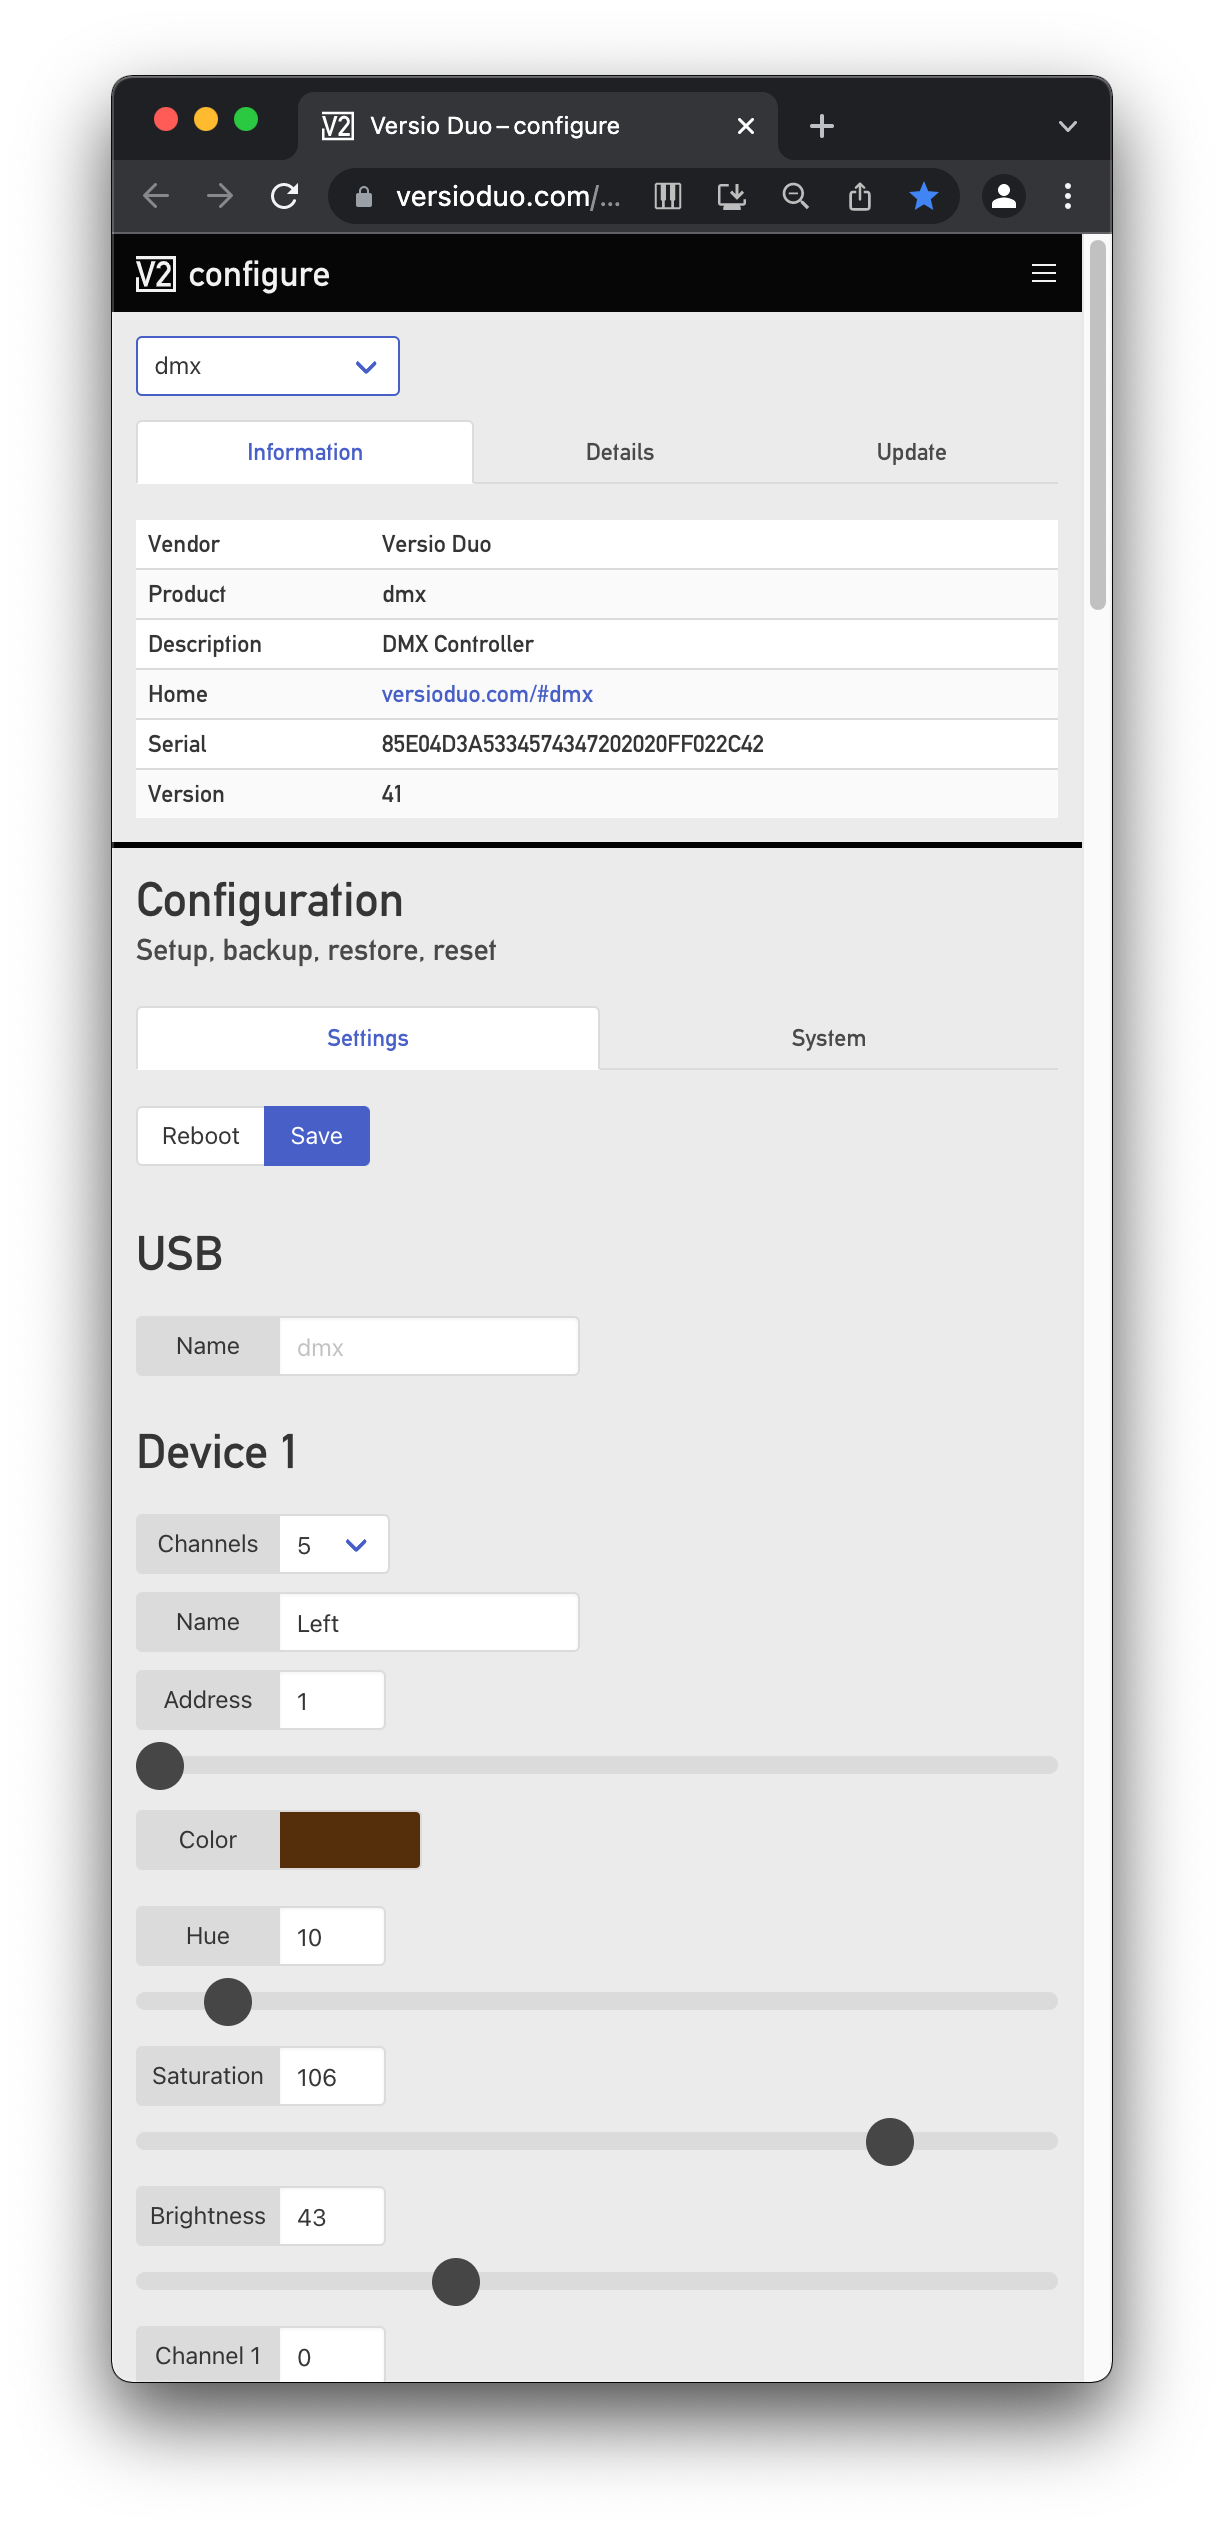 V2 Versio Duo – configure
versioduo.com/...
V2 configure
dmx
Information Details Update
Vendor Versio Duo
Product dmx
Description DMX Controller
Home versioduo.com/#dmx
Serial 85E04D3A5334574347202020FF022C42
Version 41
Configuration
Setup, backup, restore, reset
Settings System
Reboot Save
USB
Name dmx
Device 1
Channels 5
Name Left
Address 1
Color
Hue 10
Saturation 106
Brightness 43
Channel 1 0